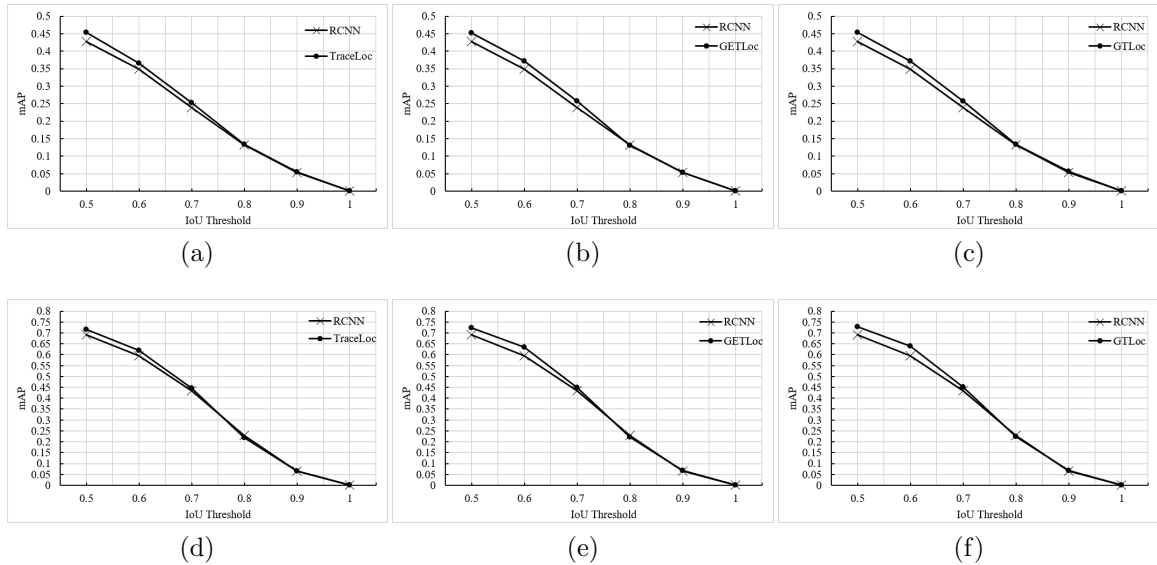 0.5
0.45
0.4
0.35
0.3
0.25
0.2
0.15
0.1
0.05
0
mAP
RCNN
TraceLoc
0.5 0.6 0.7 0.8 0.9 1
IoU Threshold
(a)
0.5
0.45
0.4
0.35
0.3
0.25
0.2
0.15
0.1
0.05
0
mAP
RCNN
GETLoc
0.5 0.6 0.7 0.8 0.9 1
IoU Threshold
(b)
0.5
0.45
0.4
0.35
0.3
0.25
0.2
0.15
0.1
0.05
0
mAP
RCNN
GTLoc
0.5 0.6 0.7 0.8 0.9 1
IoU Threshold
(c)
0.8
0.75
0.7
0.65
0.6
0.55
0.5
0.45
0.4
0.35
0.3
0.25
0.2
0.15
0.1
0.05
0
mAP
RCNN
TraceLoc
0.5 0.6 0.7 0.8 0.9 1
IoU Threshold
(d)
0.8
0.75
0.7
0.65
0.6
0.55
0.5
0.45
0.4
0.35
0.3
0.25
0.2
0.15
0.1
0.05
0
mAP
RCNN
GETLoc
0.5 0.6 0.7 0.8 0.9 1
IoU Threshold
(e)
0.8
0.75
0.7
0.65
0.6
0.55
0.5
0.45
0.4
0.35
0.3
0.25
0.2
0.15
0.1
0.05
0
mAP
RCNN
GTLoc
0.5 0.6 0.7 0.8 0.9 1
IoU Threshold
(f)